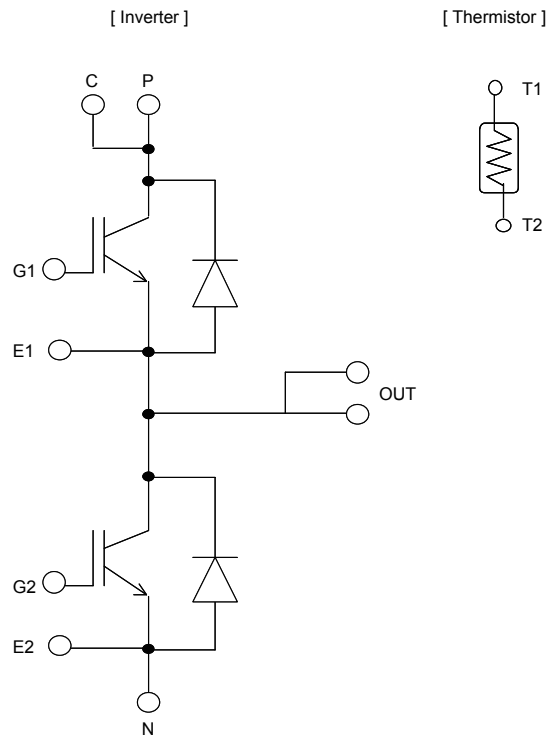 [ Inverter ]
[ Thermistor ]
C
P
T1
T2
G1
E1
OUT
G2
E2
N